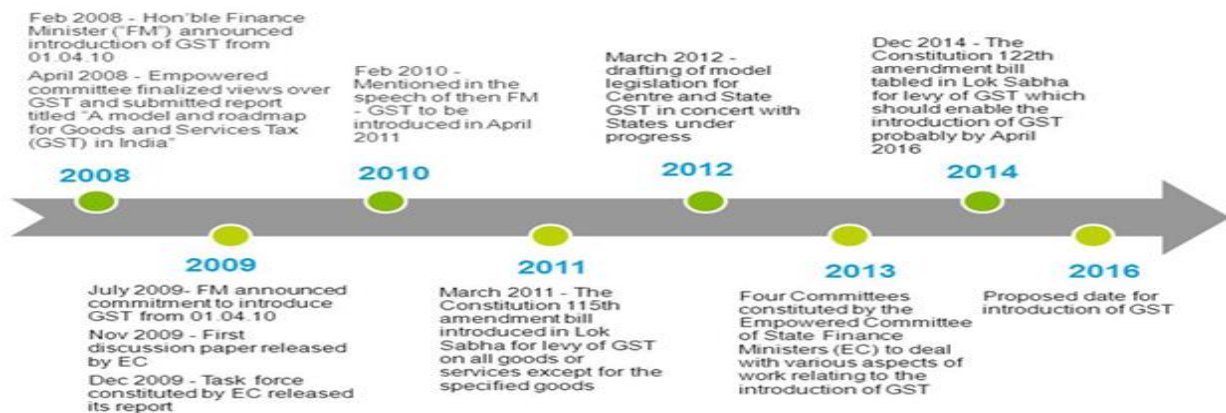 Feb 2008 - Hon'ble Finance
Minister ("FM") announced
introduction of GST from
01.04.10
April 2008 - Empowered
committee finalized views over
GST and submitted report
titled "A model and roadmap
for Goods and Services Tax
(GST) in India"
2008
July 2009- FM announced
commitment to introduce
GST from 01.04.10
Nov 2009 - First
discussion paper released
by EC
Dec 2009 - Task force
constituted by EC released
its report
2009
Feb 2010 -
Mentioned in the
speech of then FM
- GST to be
introduced in April
2011
2010
2011
March 2011 - The
Constitution 115th
amendment bill
introduced in Lok
Sabha for levy of GST
on all goods or
services except for the
specified goods
March 2012 -
drafting of model
legislation for
Centre and State
GST in concert with
States under
progress
2012
2013
Four Committees
constituted by the
Empowered Committee
of State Finance
Ministers (EC) to deal
with various aspects of
work relating to the
introduction of GST
Dec 2014 - The
Constitution 122th
amendment bill
tabled in Lok Sabha
for levy of GST which
should enable the
introduction of GST
probably by April
2016
2014
2016
Proposed date for
introduction of GST